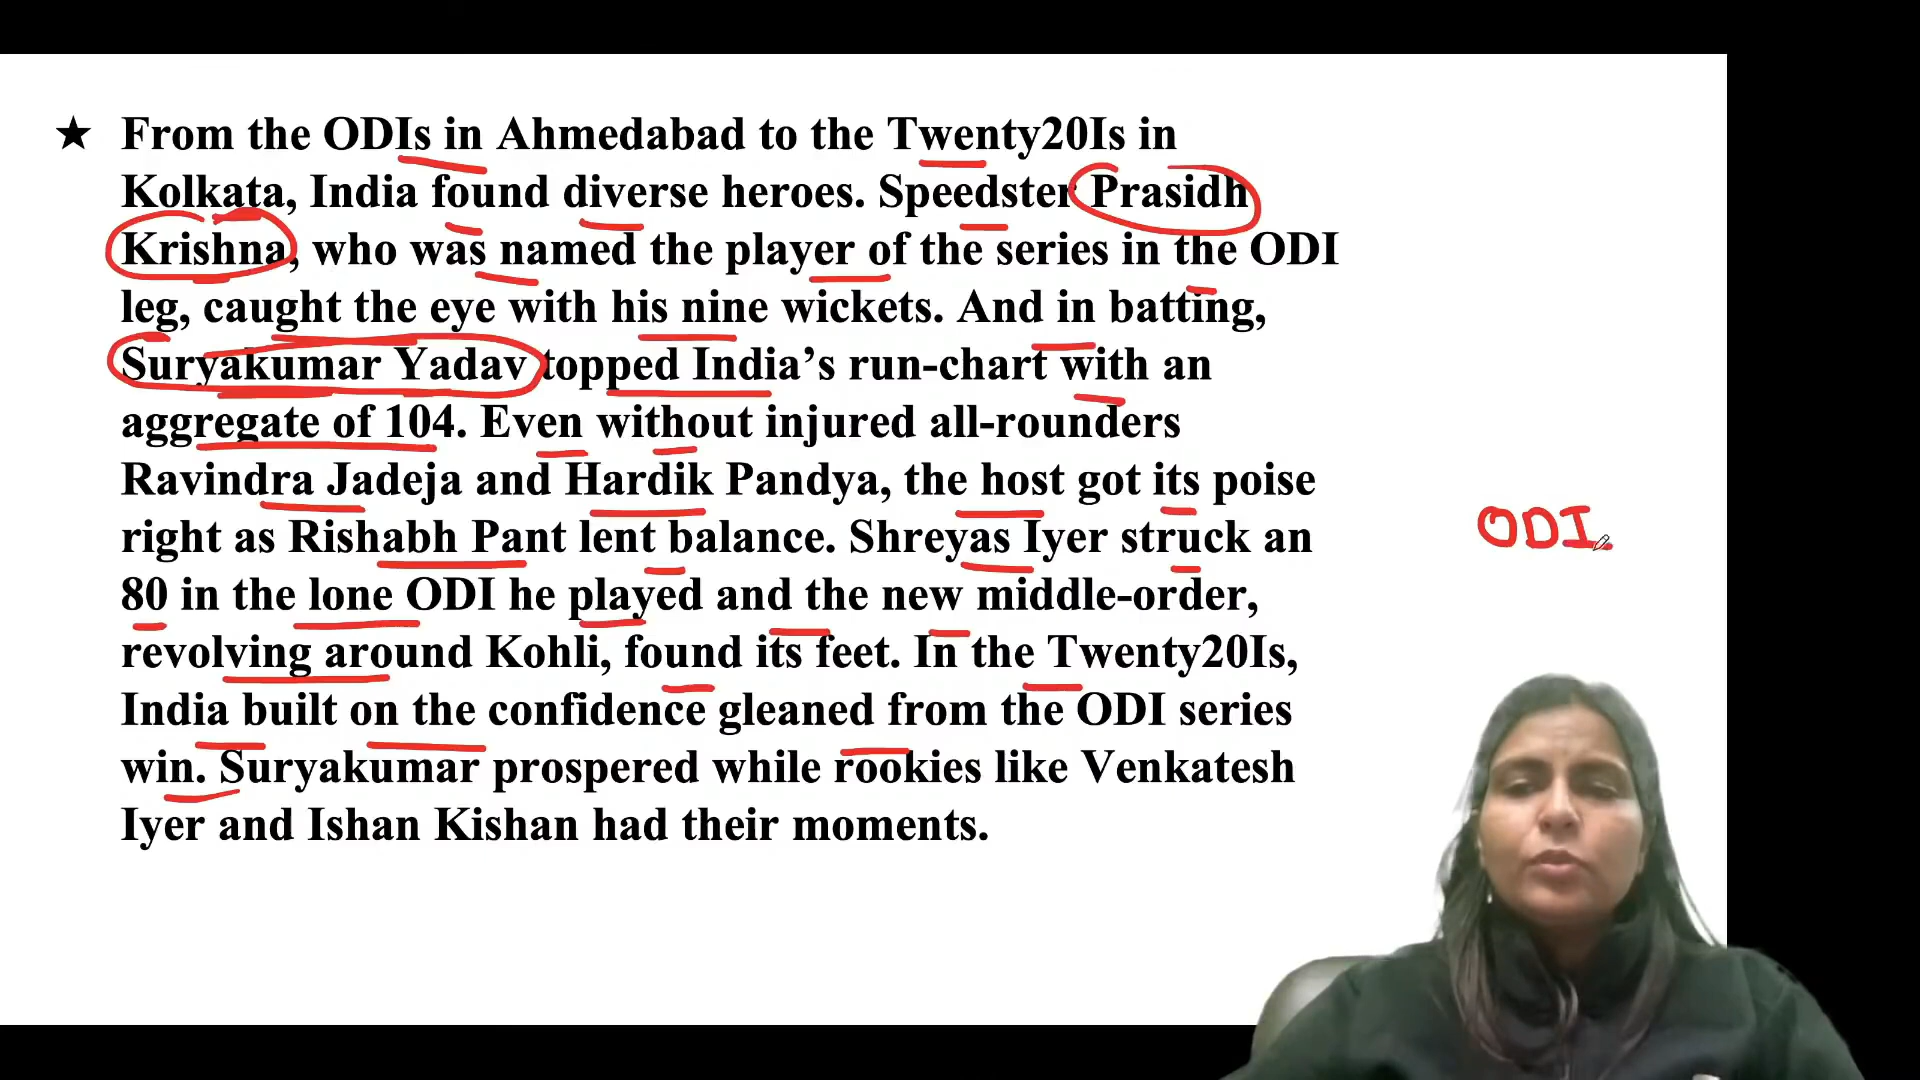 ★ From the ODIs in Ahmedabad to the Twenty20Is in
Kolkata, India found diverse heroes. Speedster Prasidh
Krishna, who was named the player of the series in the ODI
leg, caught the eye with his nine wickets. And in batting,
Suryakumar Yadav topped India’s run-chart with an
aggregate of 104. Even without injured all-rounders
Ravindra Jadeja and Hardik Pandya, the host got its poise
right as Rishabh Pant lent balance. Shreyas Iyer struck an
80 in the lone ODI he played and the new middle-order,
revolving around Kohli, found its feet. In the Twenty20Is,
India built on the confidence gleaned from the ODI series
win. Suryakumar prospered while rookies like Venkatesh
Iyer and Ishan Kishan had their moments.
ODI